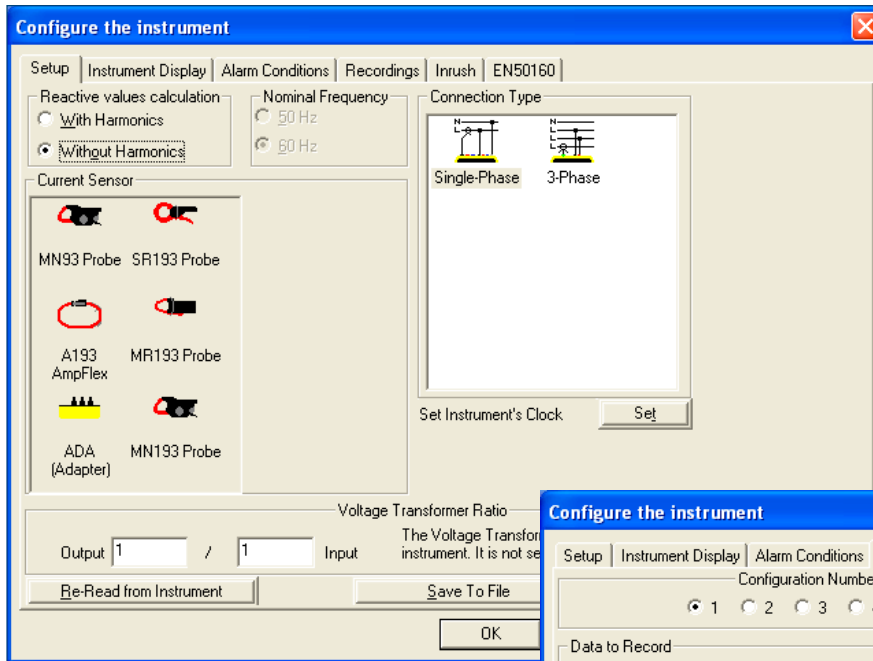 Configure the instrument
Setup Instrument Display Alarm Conditions Recordings Inrush EN50160
Reactive values calculation
With Harmonics
Without Harmonics
Nominal Frequency
50 Hz
60 Hz
Connection Type
N
L
Single-Phase
N
L
L
L
3-Phase
Current Sensor
MN93 Probe SR193 Probe
A193
AmpFlex
MR193 Probe
ADA
(Adapter)
MN193 Probe
Set Instrument's Clock Set
Voltage Transformer Ratio
Output 1 / 1 Input
The Voltage Transfor
instrument. It is not se
Re-Read from Instrument Save To File
OK
Configure the instrument
Setup Instrument Display Alarm Conditions
Configuration Numbe
1 2 3
Data to Record